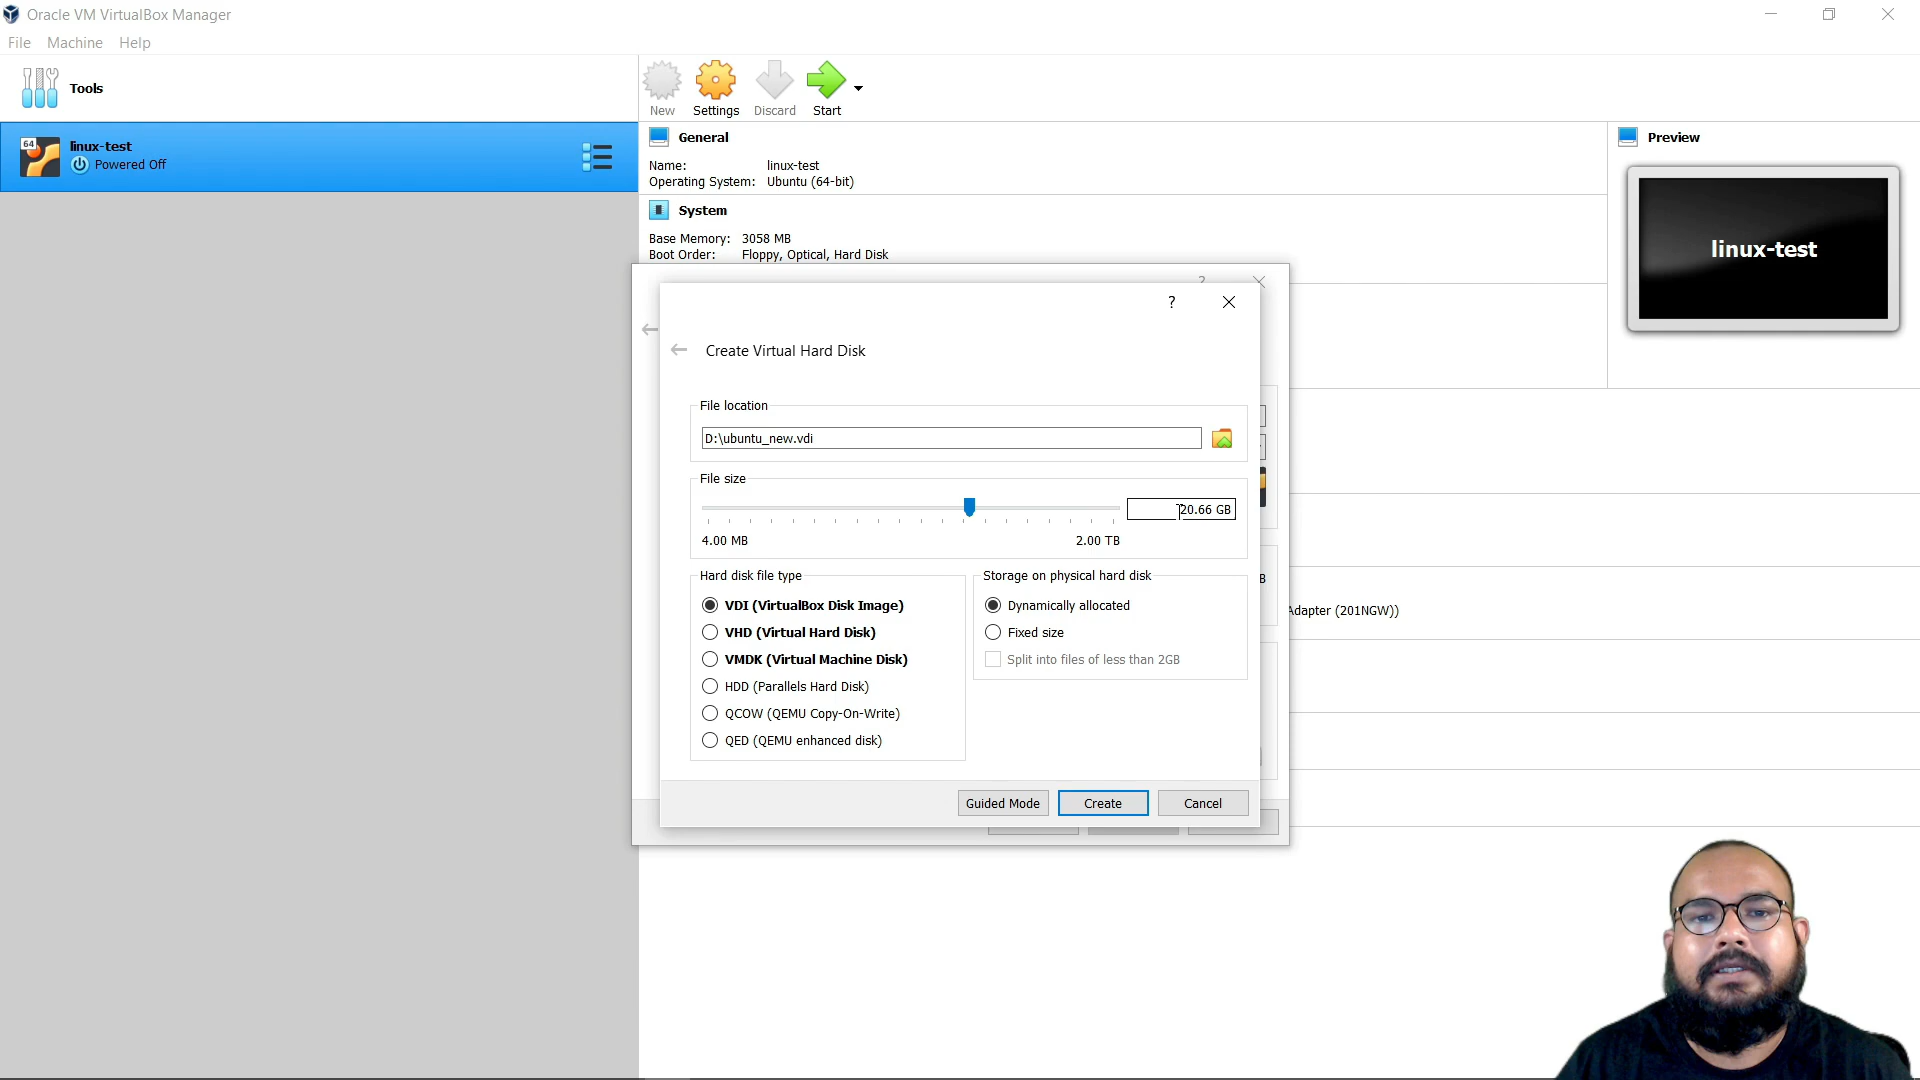 Oracle VM VirtualBox Manager
File Machine Help
Tools
New Settings Discard Start
64
linux-test
Powered Off
General
Name: linux-test
Operating System: Ubuntu (64-bit)
System
Base Memory: 3058 MB
Boot Order: Floppy, Optical, Hard Disk
Preview
linux-test
?
?
Create Virtual Hard Disk
File location
D:\ubuntu_new.vdi
File size
20.66 GB
4.00 MB 2.00 TB
Hard disk file type
VDI (VirtualBox Disk Image)
VHD (Virtual Hard Disk)
VMDK (Virtual Machine Disk)
HDD (Parallels Hard Disk)
QCOW (QEMU Copy-On-Write)
QED (QEMU enhanced disk)
Storage on physical hard disk
Dynamically allocated
Fixed size
Split into files of less than 2GB
B
Adapter (201NGW))
Guided Mode Create Cancel